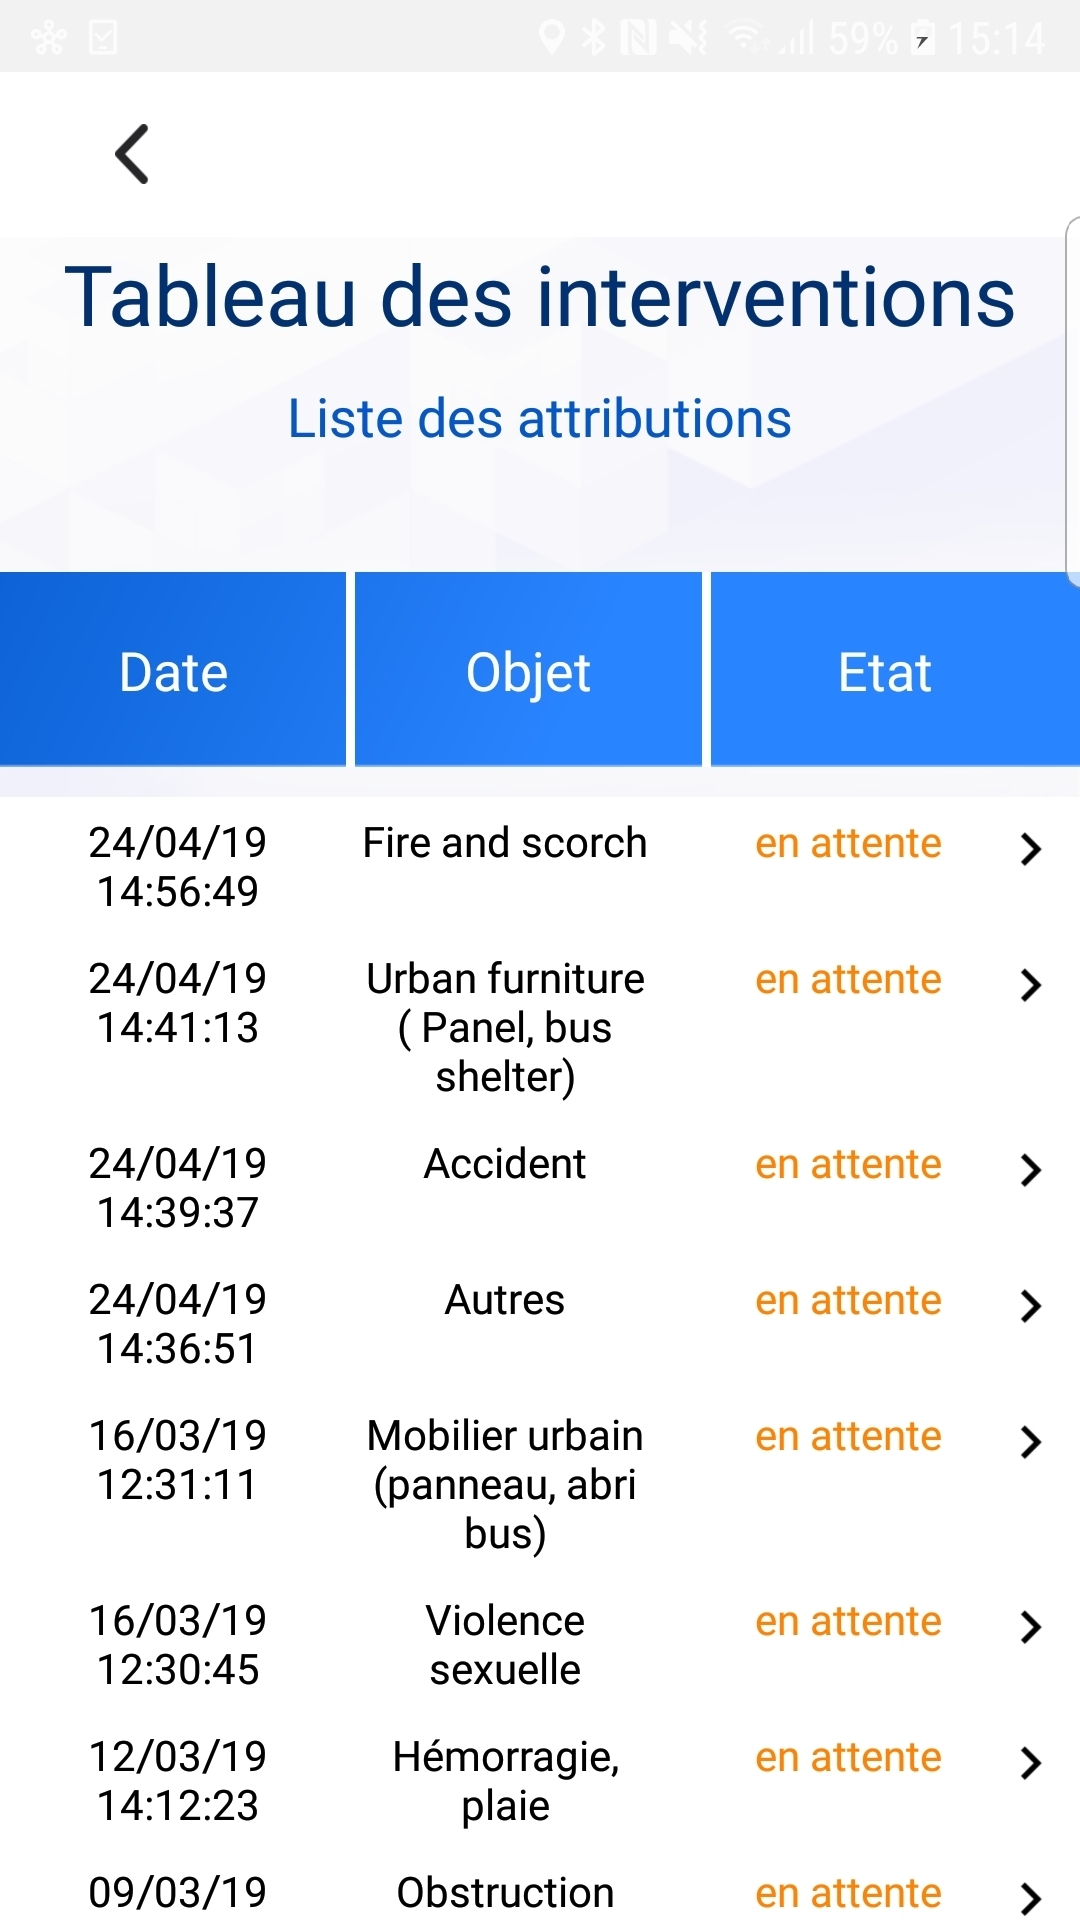 59% 15:14
Tableau des interventions
Liste des attributions
Date Objet Etat
24/04/19 Fire and scorch en attente
14:56:49
24/04/19 Urban furniture en attente
14:41:13 ( Panel, bus
shelter)
24/04/19 Accident en attente
14:39:37
24/04/19 Autres en attente
14:36:51
16/03/19 Mobilier urbain en attente
12:31:11 (panneau, abri
bus)
16/03/19 Violence en attente
12:30:45 sexuelle
12/03/19 Hémorragie, en attente
14:12:23 plaie
09/03/19 Obstruction en attente